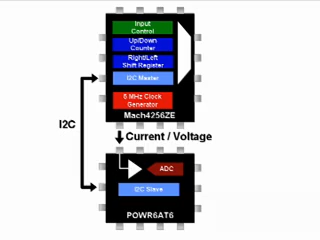 Input
Control
Up/Down
Counter
Right/Left
Shift Register
I2C Master
6 MHz Clock
Generator
Mach4256ZE
I2C
Current / Voltage
ADC
I2C Slave
POWR6AT6